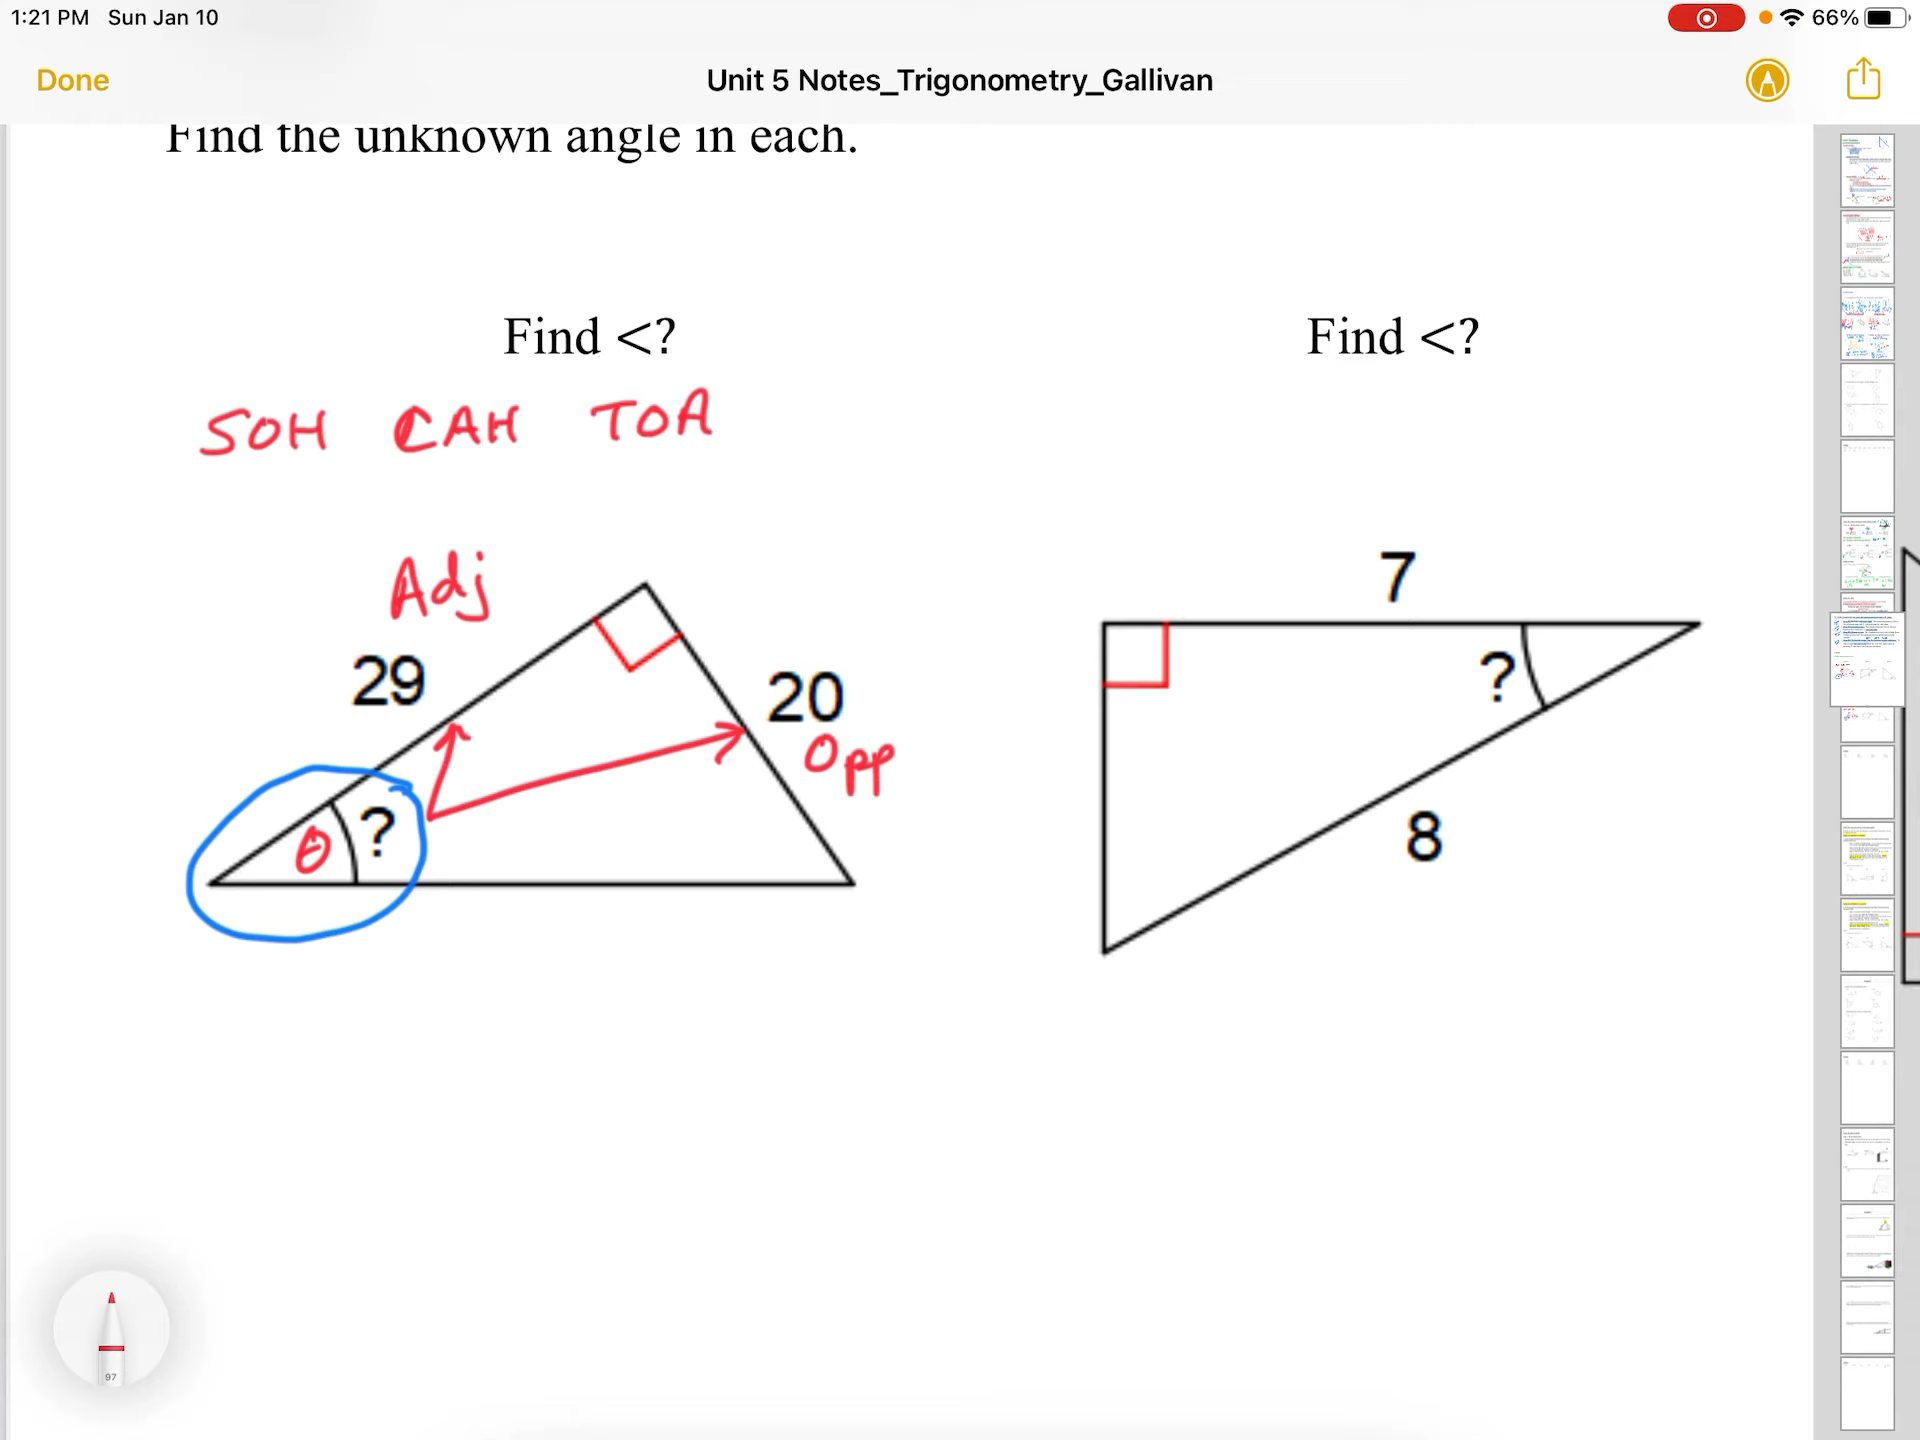 1:21 PM Sun Jan 10
66%
Done
Unit 5 Notes_Trigonometry_Gallivan
Find the unknown angle in each.
Find <?
Find <?
SOH CAH TOA
Adj
29
20
Opp
θ
?
7
?
8
97